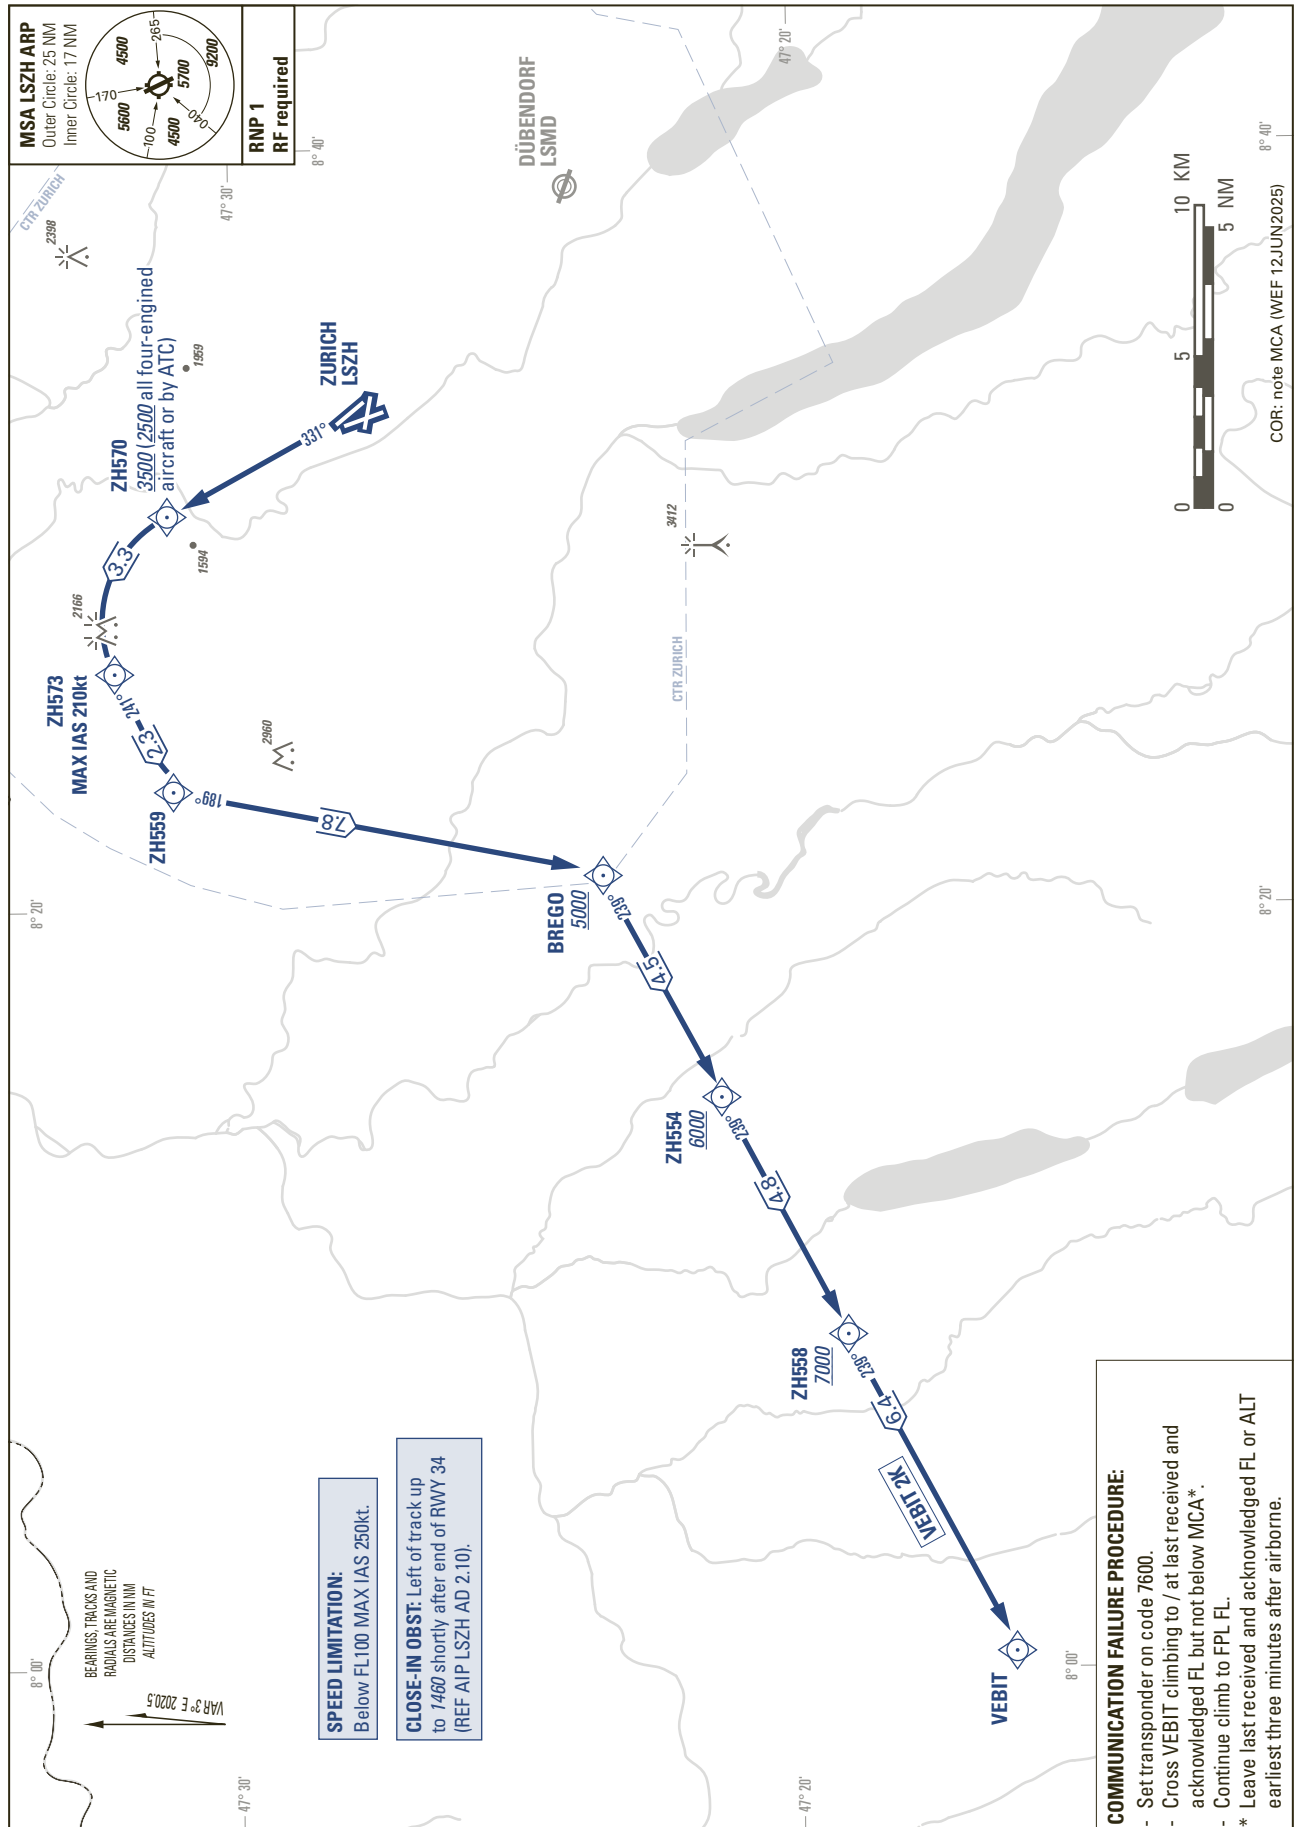 MSA LSZH ARP
Outer Circle: 25 NM
Inner Circle: 17 NM
170
4500
265
5600
5700
9200
100
4500
040
RNP 1
RF required
CTR ZURICH
2398
47° 30'
8° 40'
DÜBENDORF
LSMD
47° 20'
8° 40'
ZH570
3500 (2500 all four-engined
aircraft or by ATC)
1959
ZURICH
LSZH
331°
1594
3.3
2166
ZH573
MAX IAS 210kt
241°
2.3
2960
ZH559
189°
7.8
3412
CTR ZURICH
8° 20'
BREGO
5000
239°
4.5
8° 20'
ZH554
6000
239°
4.8
ZH558
7000
239°
6.4
VEBIT 2K
VEBIT
0 5 10 KM
0 5 NM
COR: note MCA (WEF 12JUN2025)
BEARINGS, TRACKS AND
RADIALS ARE MAGNETIC
DISTANCES IN NM
ALTITUDES IN FT
VAR 3° E 2020.5
8° 00'
SPEED LIMITATION:
Below FL100 MAX IAS 250kt.
CLOSE-IN OBST: Left of track up
to 1460 shortly after end of RWY 34
(REF AIP LSZH AD 2.10).
47° 30'
47° 20'
8° 00'
COMMUNICATION FAILURE PROCEDURE:
- Set transponder on code 7600.
- Cross VEBIT climbing to / at last received and
acknowledged FL but not below MCA*.
- Continue climb to FPL FL.
* Leave last received and acknowledged FL or ALT
earliest three minutes after airborne.